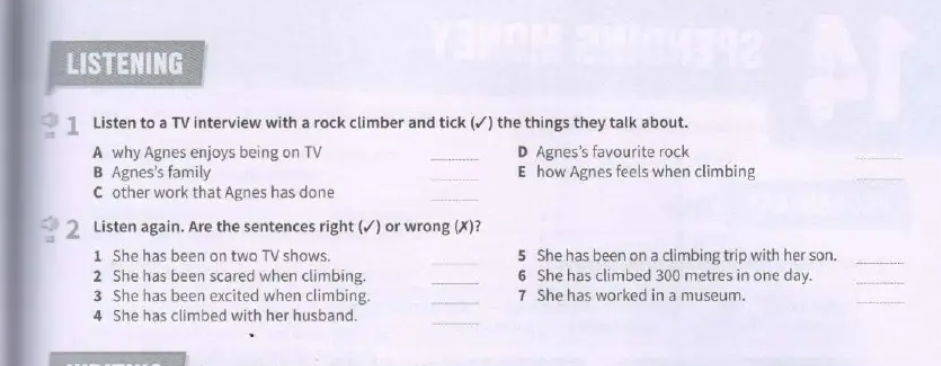 LISTENING
1 Listen to a TV interview with a rock climber and tick (✓) the things they talk about.
A why Agnes enjoys being on TV
B Agnes's family
C other work that Agnes has done
D Agnes's favourite rock
E how Agnes feels when climbing
2 Listen again. Are the sentences right (✓) or wrong (✗)?
1 She has been on two TV shows.
2 She has been scared when climbing.
3 She has been excited when climbing.
4 She has climbed with her husband.
5 She has been on a climbing trip with her son.
6 She has climbed 300 metres in one day.
7 She has worked in a museum.